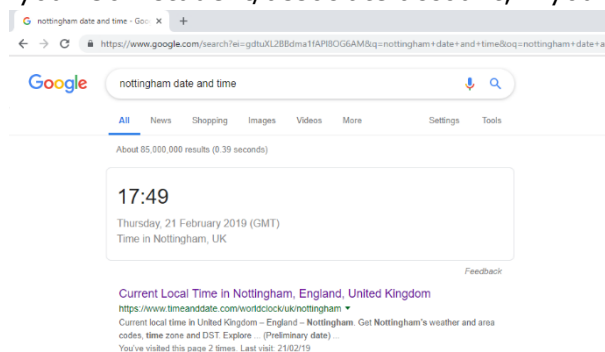 nottingham date and time - Goo
https://www.google.com/search?ei=gdtuXL2BBdma1fAPI8OG6AM&q=nottingham+date+and+time&oq=nottingham+date+a
Google
nottingham date and time
All News Shopping Images Videos More Settings Tools
About 85,000,000 results (0.39 seconds)
17:49
Thursday, 21 February 2019 (GMT)
Time in Nottingham, UK
Feedback
Current Local Time in Nottingham, England, United Kingdom
https://www.timeanddate.com/worldclock/uk/nottingham
Current local time in United Kingdom – England – Nottingham. Get Nottingham's weather and area
codes, time zone and DST. Explore ... (Preliminary date) ...
You've visited this page 2 times. Last visit: 21/02/19